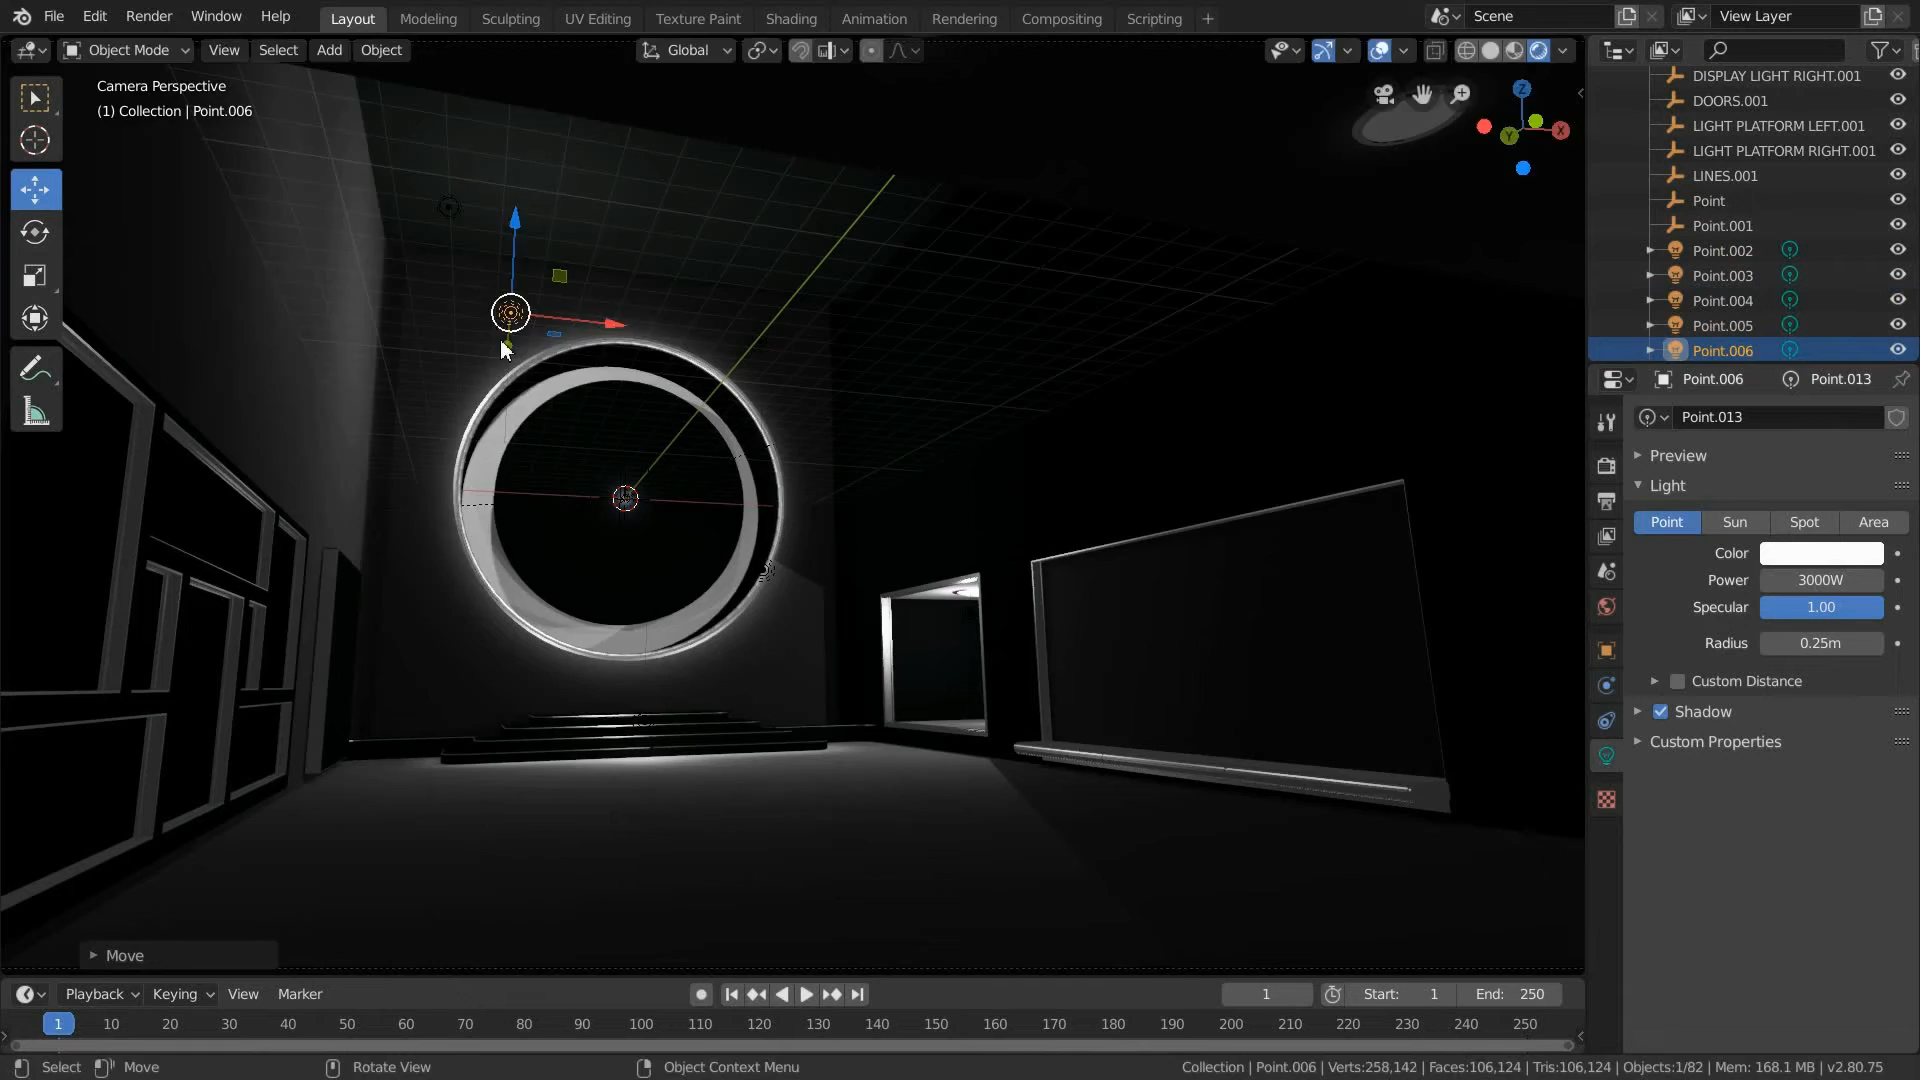 File Edit Render Window Help Layout Modeling Sculpting UV Editing Texture Paint Shading Animation Rendering Compositing Scripting + Scene View Layer
Object Mode View Select Add Object Global
Camera Perspective
(1) Collection | Point.006
Z
X
Y
DISPLAY LIGHT RIGHT.001
DOORS.001
LIGHT PLATFORM LEFT.001
LIGHT PLATFORM RIGHT.001
LINES.001
Point
Point.001
Point.002
Point.003
Point.004
Point.005
Point.006
Point.006 Point.013
Point.013
Preview
Light
Point Sun Spot Area
Color
Power 3000W
Specular 1.00
Radius 0.25m
Custom Distance
Shadow
Custom Properties
Move
Playback Keying View Marker 1 Start: 1 End: 250
1 10 20 30 40 50 60 70 80 90 100 110 120 130 140 150 160 170 180 190 200 210 220 230 240 250
Select Move Rotate View Object Context Menu Collection | Point.006 | Verts:258,142 | Faces:106,124 | Tris:106,124 | Objects:1/82 | Mem: 168.1 MB | v2.80.75